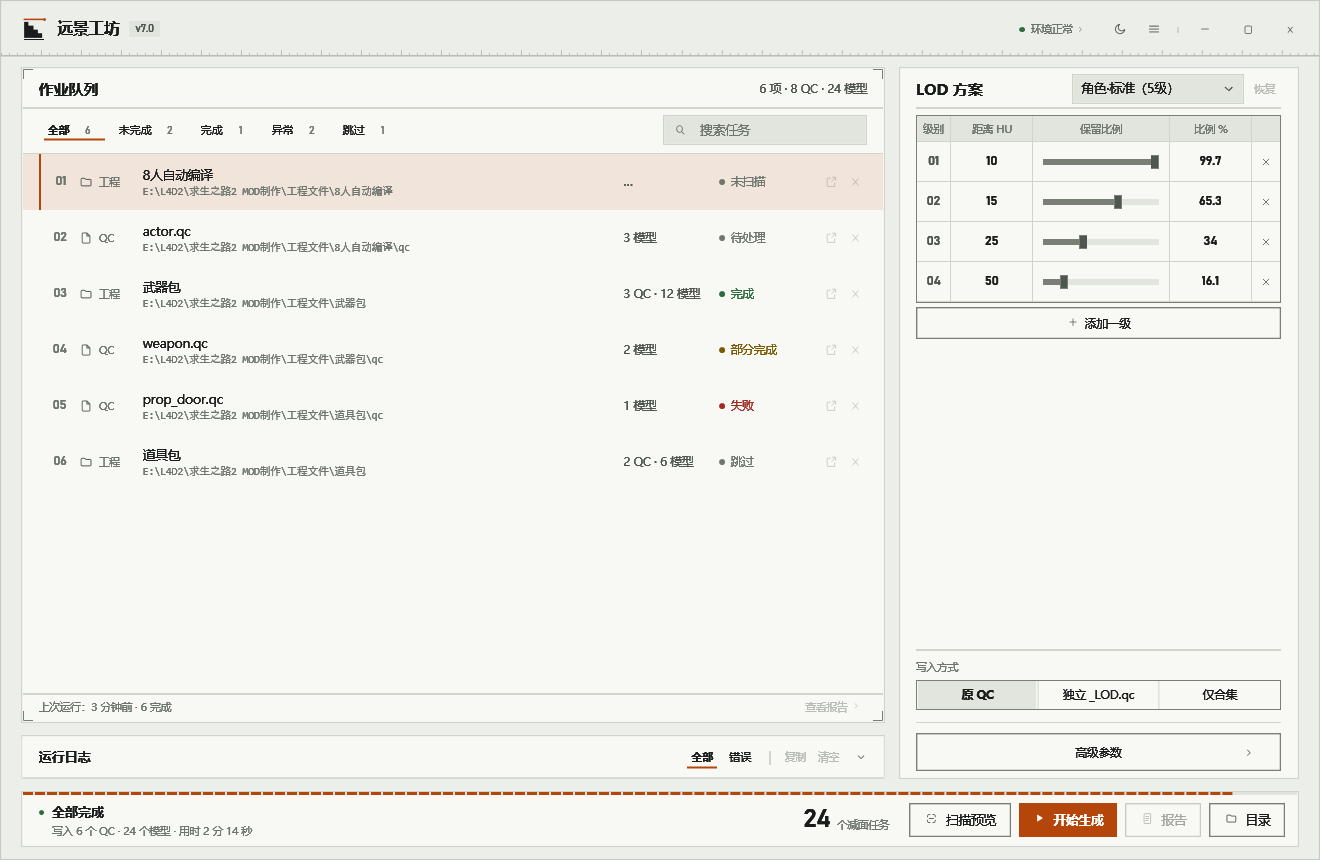 远景工坊 v7.0 环境正常
作业队列 6 项 · 8 QC · 24 模型
全部 6 未完成 2 完成 1 异常 2 跳过 1 搜索任务
01 工程 8人自动编译 ... 未扫描
E:\L4D2\求生之路2 MOD制作\工程文件\8人自动编译
02 QC actor.qc 3 模型 待处理
E:\L4D2\求生之路2 MOD制作\工程文件\8人自动编译\qc
03 工程 武器包 3 QC · 12 模型 完成
E:\L4D2\求生之路2 MOD制作\工程文件\武器包
04 QC weapon.qc 2 模型 部分完成
E:\L4D2\求生之路2 MOD制作\工程文件\武器包\qc
05 QC prop_door.qc 1 模型 失败
E:\L4D2\求生之路2 MOD制作\工程文件\道具包\qc
06 工程 道具包 2 QC · 6 模型 跳过
E:\L4D2\求生之路2 MOD制作\工程文件\道具包
上次运行: 3 分钟前 · 6 完成 查看报告
运行日志 全部 错误 复制 清空
LOD 方案 角色·标准（5级） 恢复
级别 距离 HU 保留比例 比例 %
01 10 99.7
02 15 65.3
03 25 34
04 50 16.1
+ 添加一级
写入方式
原 QC 独立 _LOD.qc 仅合集
高级参数
全部完成
写入 6 个 QC · 24 个模型 · 用时 2 分 14 秒
24 个减面任务 扫描预览 开始生成 报告 目录